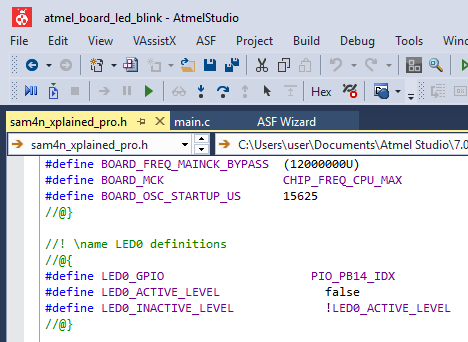 atmel_board_led_blink - AtmelStudio
File Edit View VAssistX ASF Project Build Debug Tools Window
Hex
sam4n_xplained_pro.h main.c ASF Wizard
sam4n_xplained_pro.h C:\Users\user\Documents\Atmel Studio\7.0
#define BOARD_FREQ_MAINCK_BYPASS (12000000U)
#define BOARD_MCK CHIP_FREQ_CPU_MAX
#define BOARD_OSC_STARTUP_US 15625
//@}
//! \name LED0 definitions
//@{
#define LED0_GPIO PIO_PB14_IDX
#define LED0_ACTIVE_LEVEL false
#define LED0_INACTIVE_LEVEL !LED0_ACTIVE_LEVEL
//@}